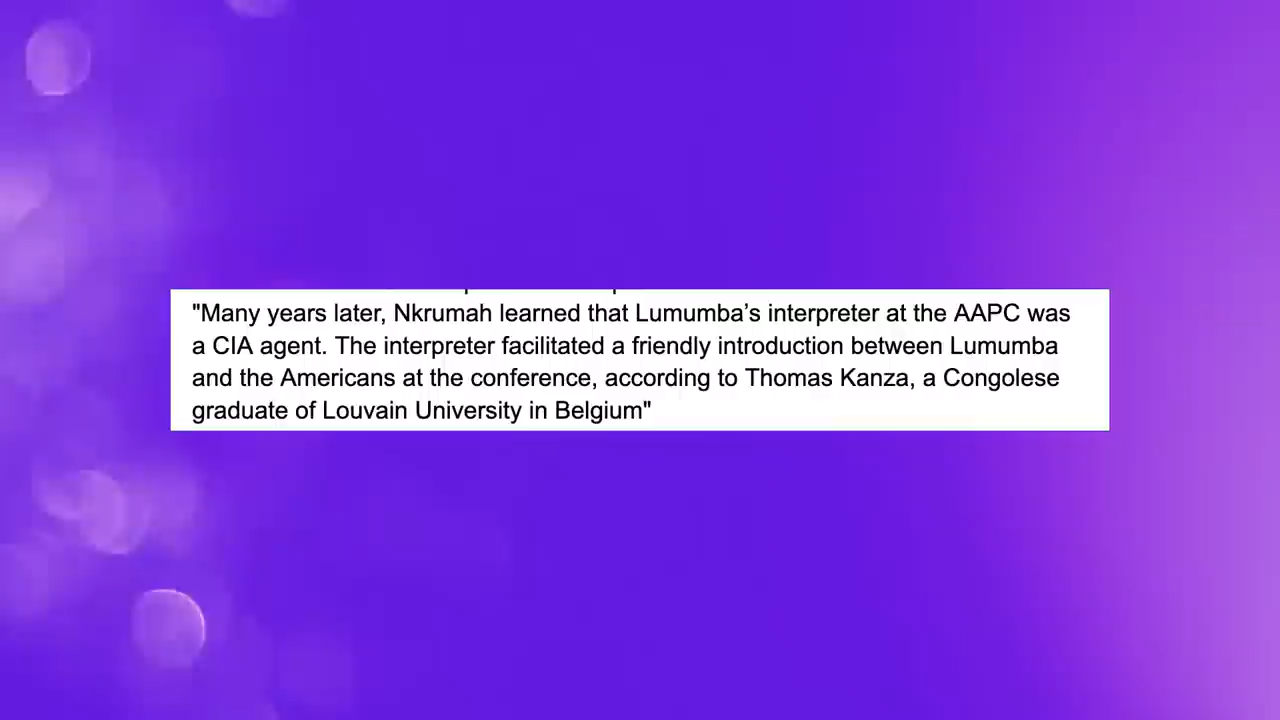 "Many years later, Nkrumah learned that Lumumba’s interpreter at the AAPC was
a CIA agent. The interpreter facilitated a friendly introduction between Lumumba
and the Americans at the conference, according to Thomas Kanza, a Congolese
graduate of Louvain University in Belgium"